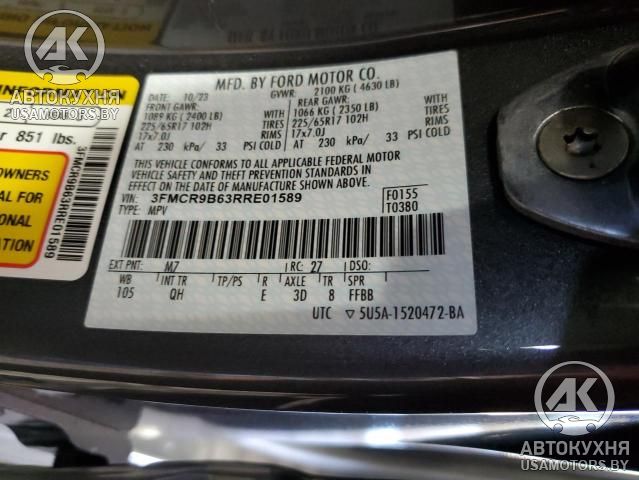 АВТОКУХНЯ
USAMOTORS.BY
851 lbs.
OWNERS
AL FOR
ONAL
ATION
3FMCR9B63RRE01589
MFD. BY FORD MOTOR CO.
10/23
GVWR: 2100 KG ( 4630 LB)
FRONT GAWR: REAR GAWR:
1089 KG ( 2400 LB) WITH 1066 KG ( 2350 LB) WITH
225/65R17 102H TIRES 225/65R17 102H TIRES
17x7.0J RIMS 17x7.0J RIMS
AT 230 kPa/ 33 PSI COLD AT 230 kPa/ 33 PSI COLD
THIS VEHICLE CONFORMS TO ALL APPLICABLE FEDERAL MOTOR
VEHICLE SAFETY AND THEFT PREVENTION STANDARDS IN
EFFECT ON THE DATE OF MANUFACTURE SHOWN ABOVE.
VIN: 3FMCR9B63RRE01589 F0155
TYPE: MPV T0380
EXT PNT: M7 RC: 27 DSO:
WB INT TR TP/PS R AXLE TR SPR
105 QH E 3D 8 FFBB
UTC ▽5U5A-1520472-BA
АК
АВТОКУХНЯ
USAMOTORS.BY